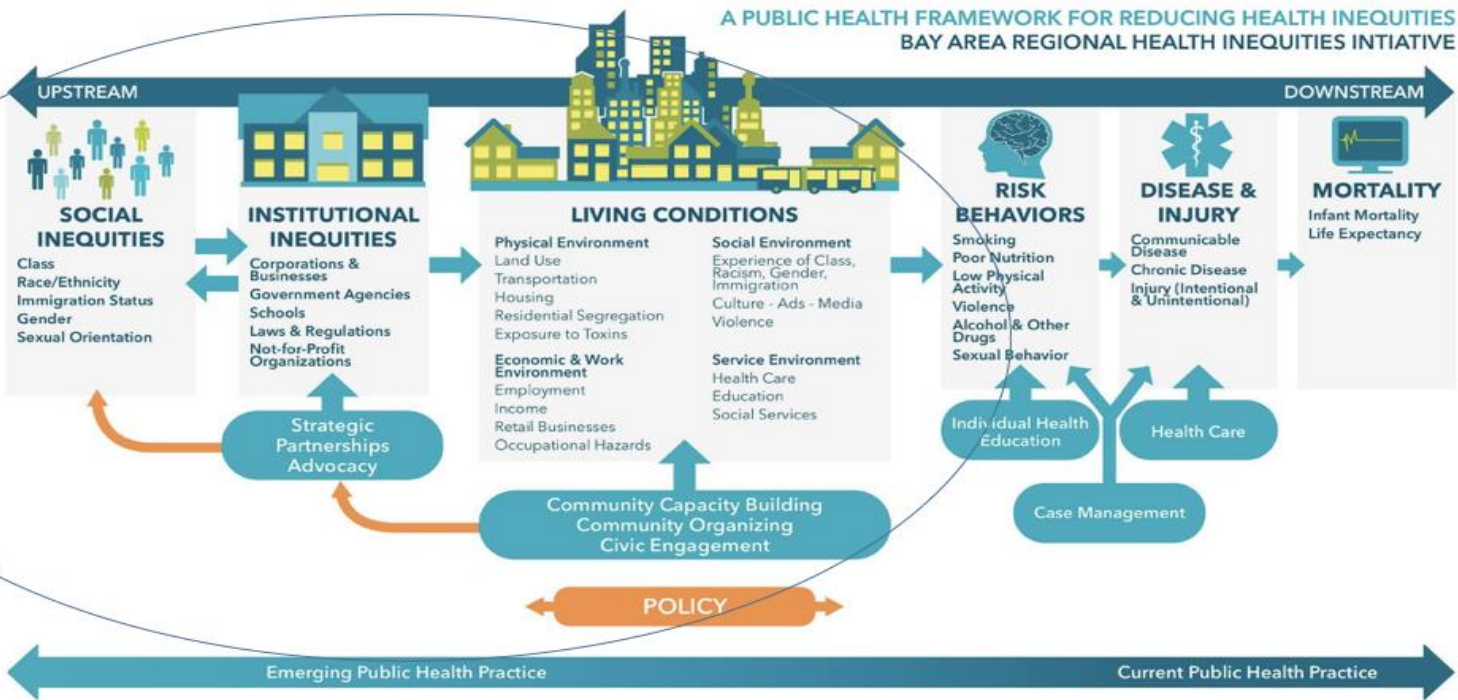 A PUBLIC HEALTH FRAMEWORK FOR REDUCING HEALTH INEQUITIES
BAY AREA REGIONAL HEALTH INEQUITIES INTIATIVE
UPSTREAM
DOWNSTREAM
SOCIAL
INEQUITIES
Class
Race/Ethnicity
Immigration Status
Gender
Sexual Orientation
INSTITUTIONAL
INEQUITIES
Corporations &
Businesses
Government Agencies
Schools
Laws & Regulations
Not-for-Profit
Organizations
LIVING CONDITIONS
Physical Environment
Land Use
Transportation
Housing
Residential Segregation
Exposure to Toxins
Economic & Work
Environment
Employment
Income
Retail Businesses
Occupational Hazards
Social Environment
Experience of Class,
Racism, Gender,
Immigration
Culture - Ads - Media
Violence
Service Environment
Health Care
Education
Social Services
RISK
BEHAVIORS
Smoking
Poor Nutrition
Low Physical
Activity
Violence
Alcohol & Other
Drugs
Sexual Behavior
DISEASE &
INJURY
Communicable
Disease
Chronic Disease
Injury (Intentional
& Unintentional)
MORTALITY
Infant Mortality
Life Expectancy
Strategic
Partnerships
Advocacy
Community Capacity Building
Community Organizing
Civic Engagement
Individual Health
Education
Health Care
Case Management
POLICY
Emerging Public Health Practice
Current Public Health Practice